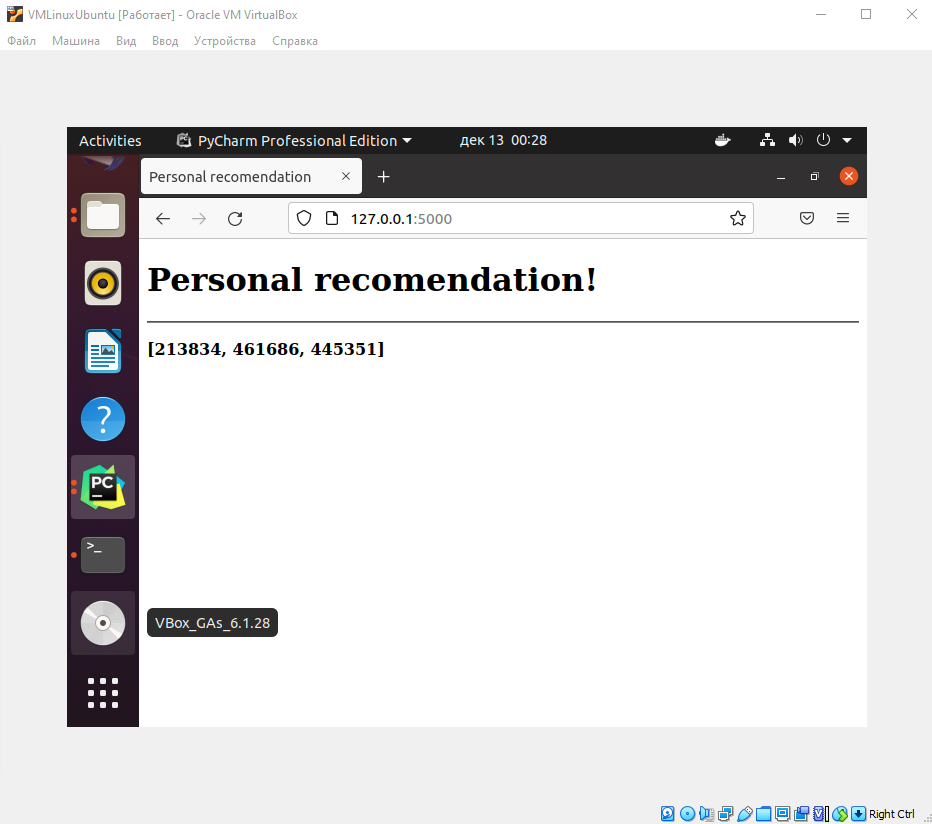 VMLinuxUbuntu [Работает] - Oracle VM VirtualBox
Файл Машина Вид Ввод Устройства Справка
Activities PyCharm Professional Edition дек 13 00:28
Personal recomendation
127.0.0.1:5000
Personal recomendation!
[213834, 461686, 445351]
?
PC
>_
VBox_GAs_6.1.28
Right Ctrl